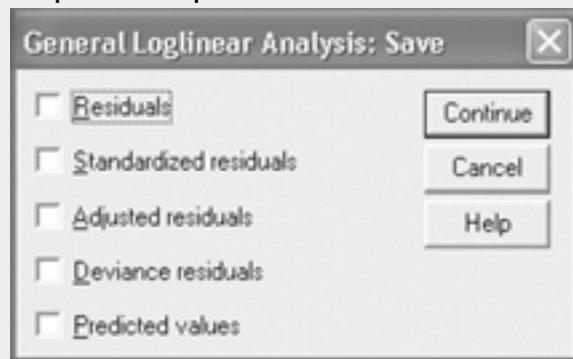 General Loglinear Analysis: Save
Residuals
Continue
Standardized residuals
Cancel
Adjusted residuals
Help
Deviance residuals
Predicted values